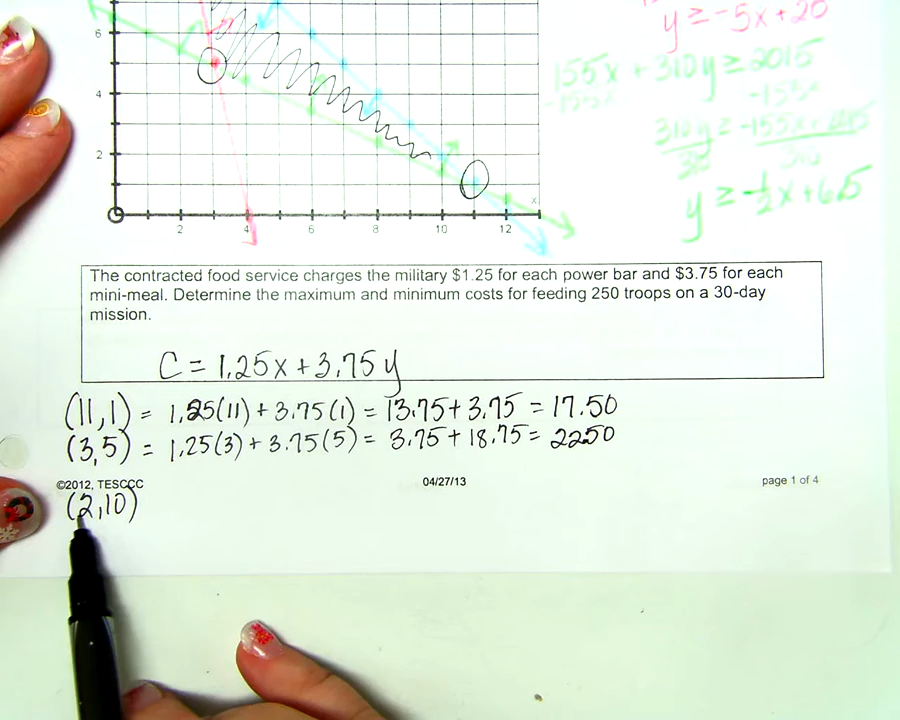 y ≥ -5x + 20
155x + 310y ≥ 2015
-155x -155x
310y ≥ -155x + 2015
310 310
y ≥ -1/2x + 6.5
6
4
2
x
2 4 6 8 10 12
The contracted food service charges the military $1.25 for each power bar and $3.75 for each
mini-meal. Determine the maximum and minimum costs for feeding 250 troops on a 30-day
mission.
C = 1.25x + 3.75y
(11,1) = 1.25(11) + 3.75(1) = 13.75 + 3.75 = 17.50
(3,5) = 1.25(3) + 3.75(5) = 3.75 + 18.75 = 2250
©2012, TESCCC 04/27/13 page 1 of 4
(2,10)